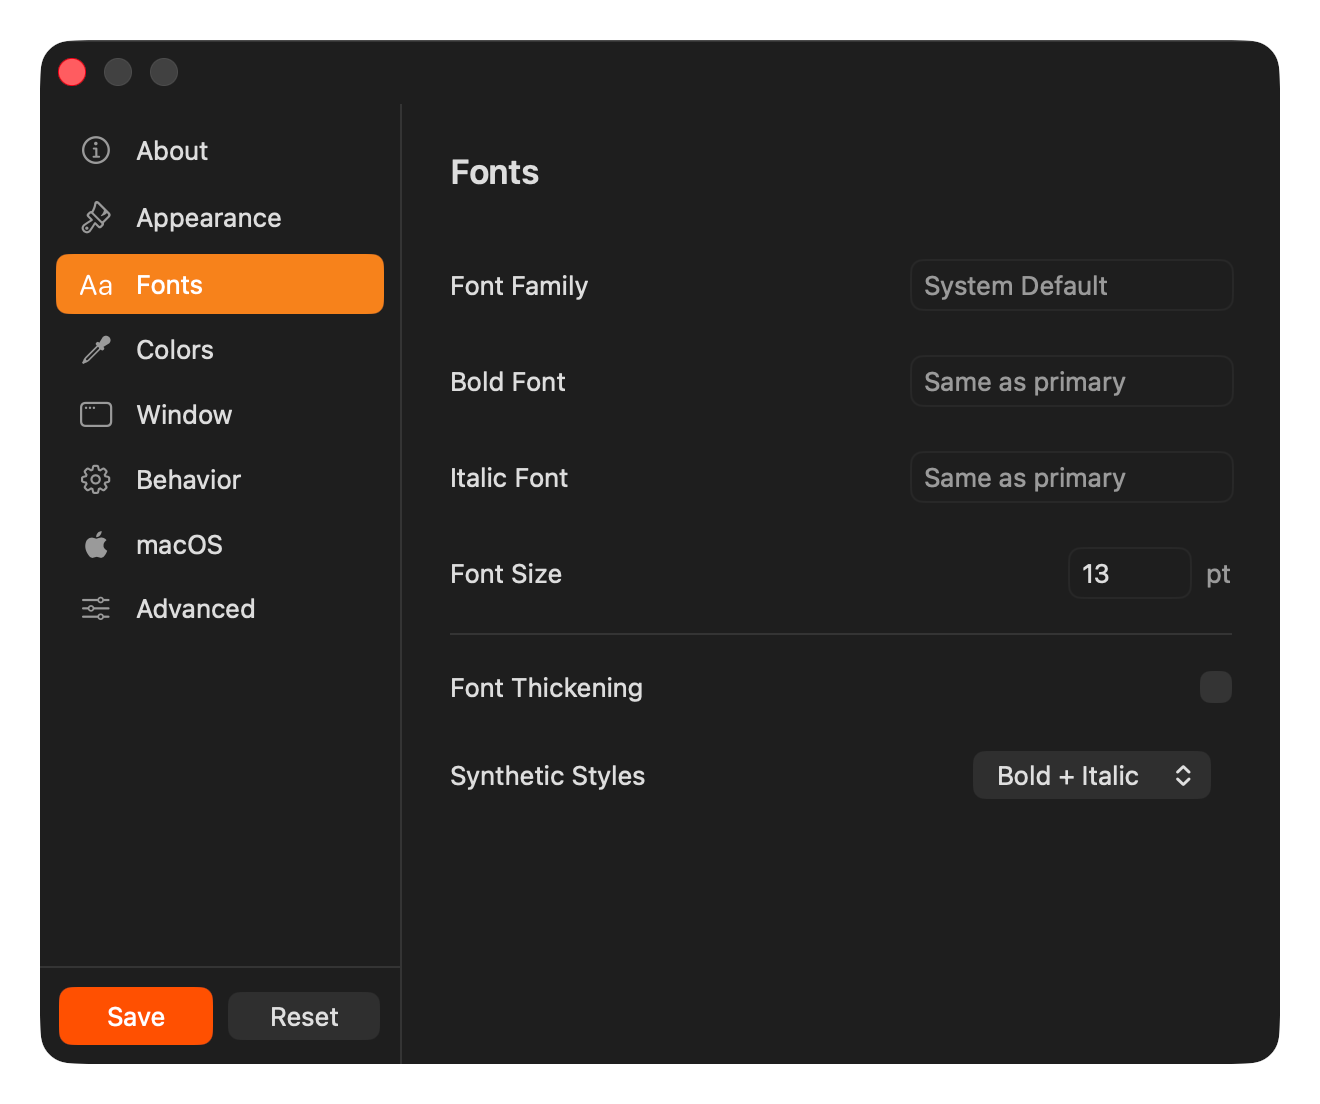 About
Appearance
Aa Fonts
Colors
Window
Behavior
macOS
Advanced
Save Reset
Fonts
Font Family System Default
Bold Font Same as primary
Italic Font Same as primary
Font Size 13 pt
Font Thickening
Synthetic Styles Bold + Italic